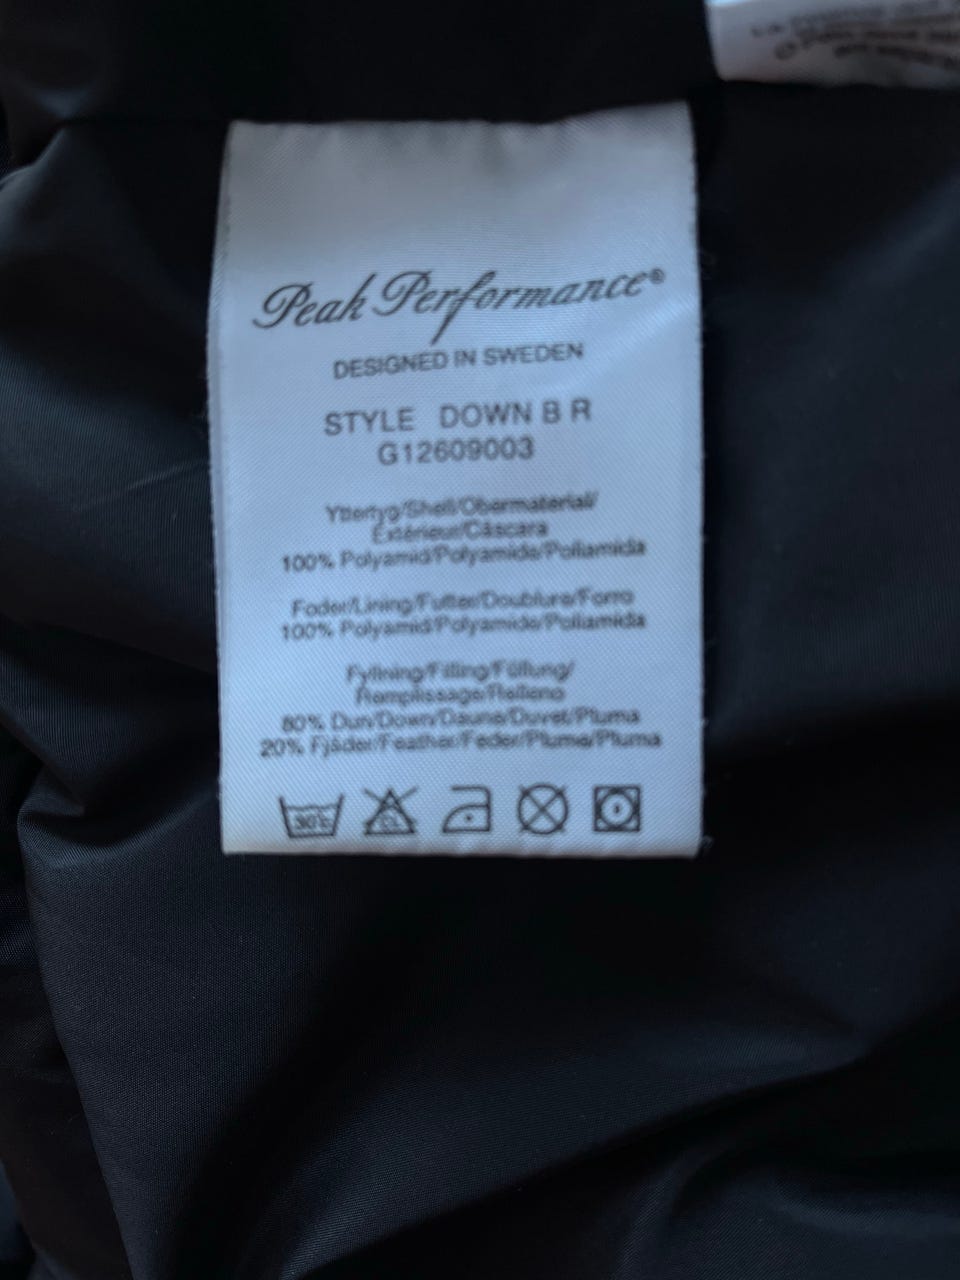 Peak Performance®
DESIGNED IN SWEDEN
STYLE DOWN B R
G12609003
Yttertyg/Shell/Obermaterial/
Extérieur/Cáscara
100% Polyamid/Polyamide/Poliamida
Foder/Lining/Futter/Doublure/Forro
100% Polyamid/Polyamide/Poliamida
Fyllning/Filling/Füllung/
Remplissage/Relleno
80% Dun/Down/Daune/Duvet/Pluma
20% Fjäder/Feather/Feder/Plume/Pluma
30°c CL